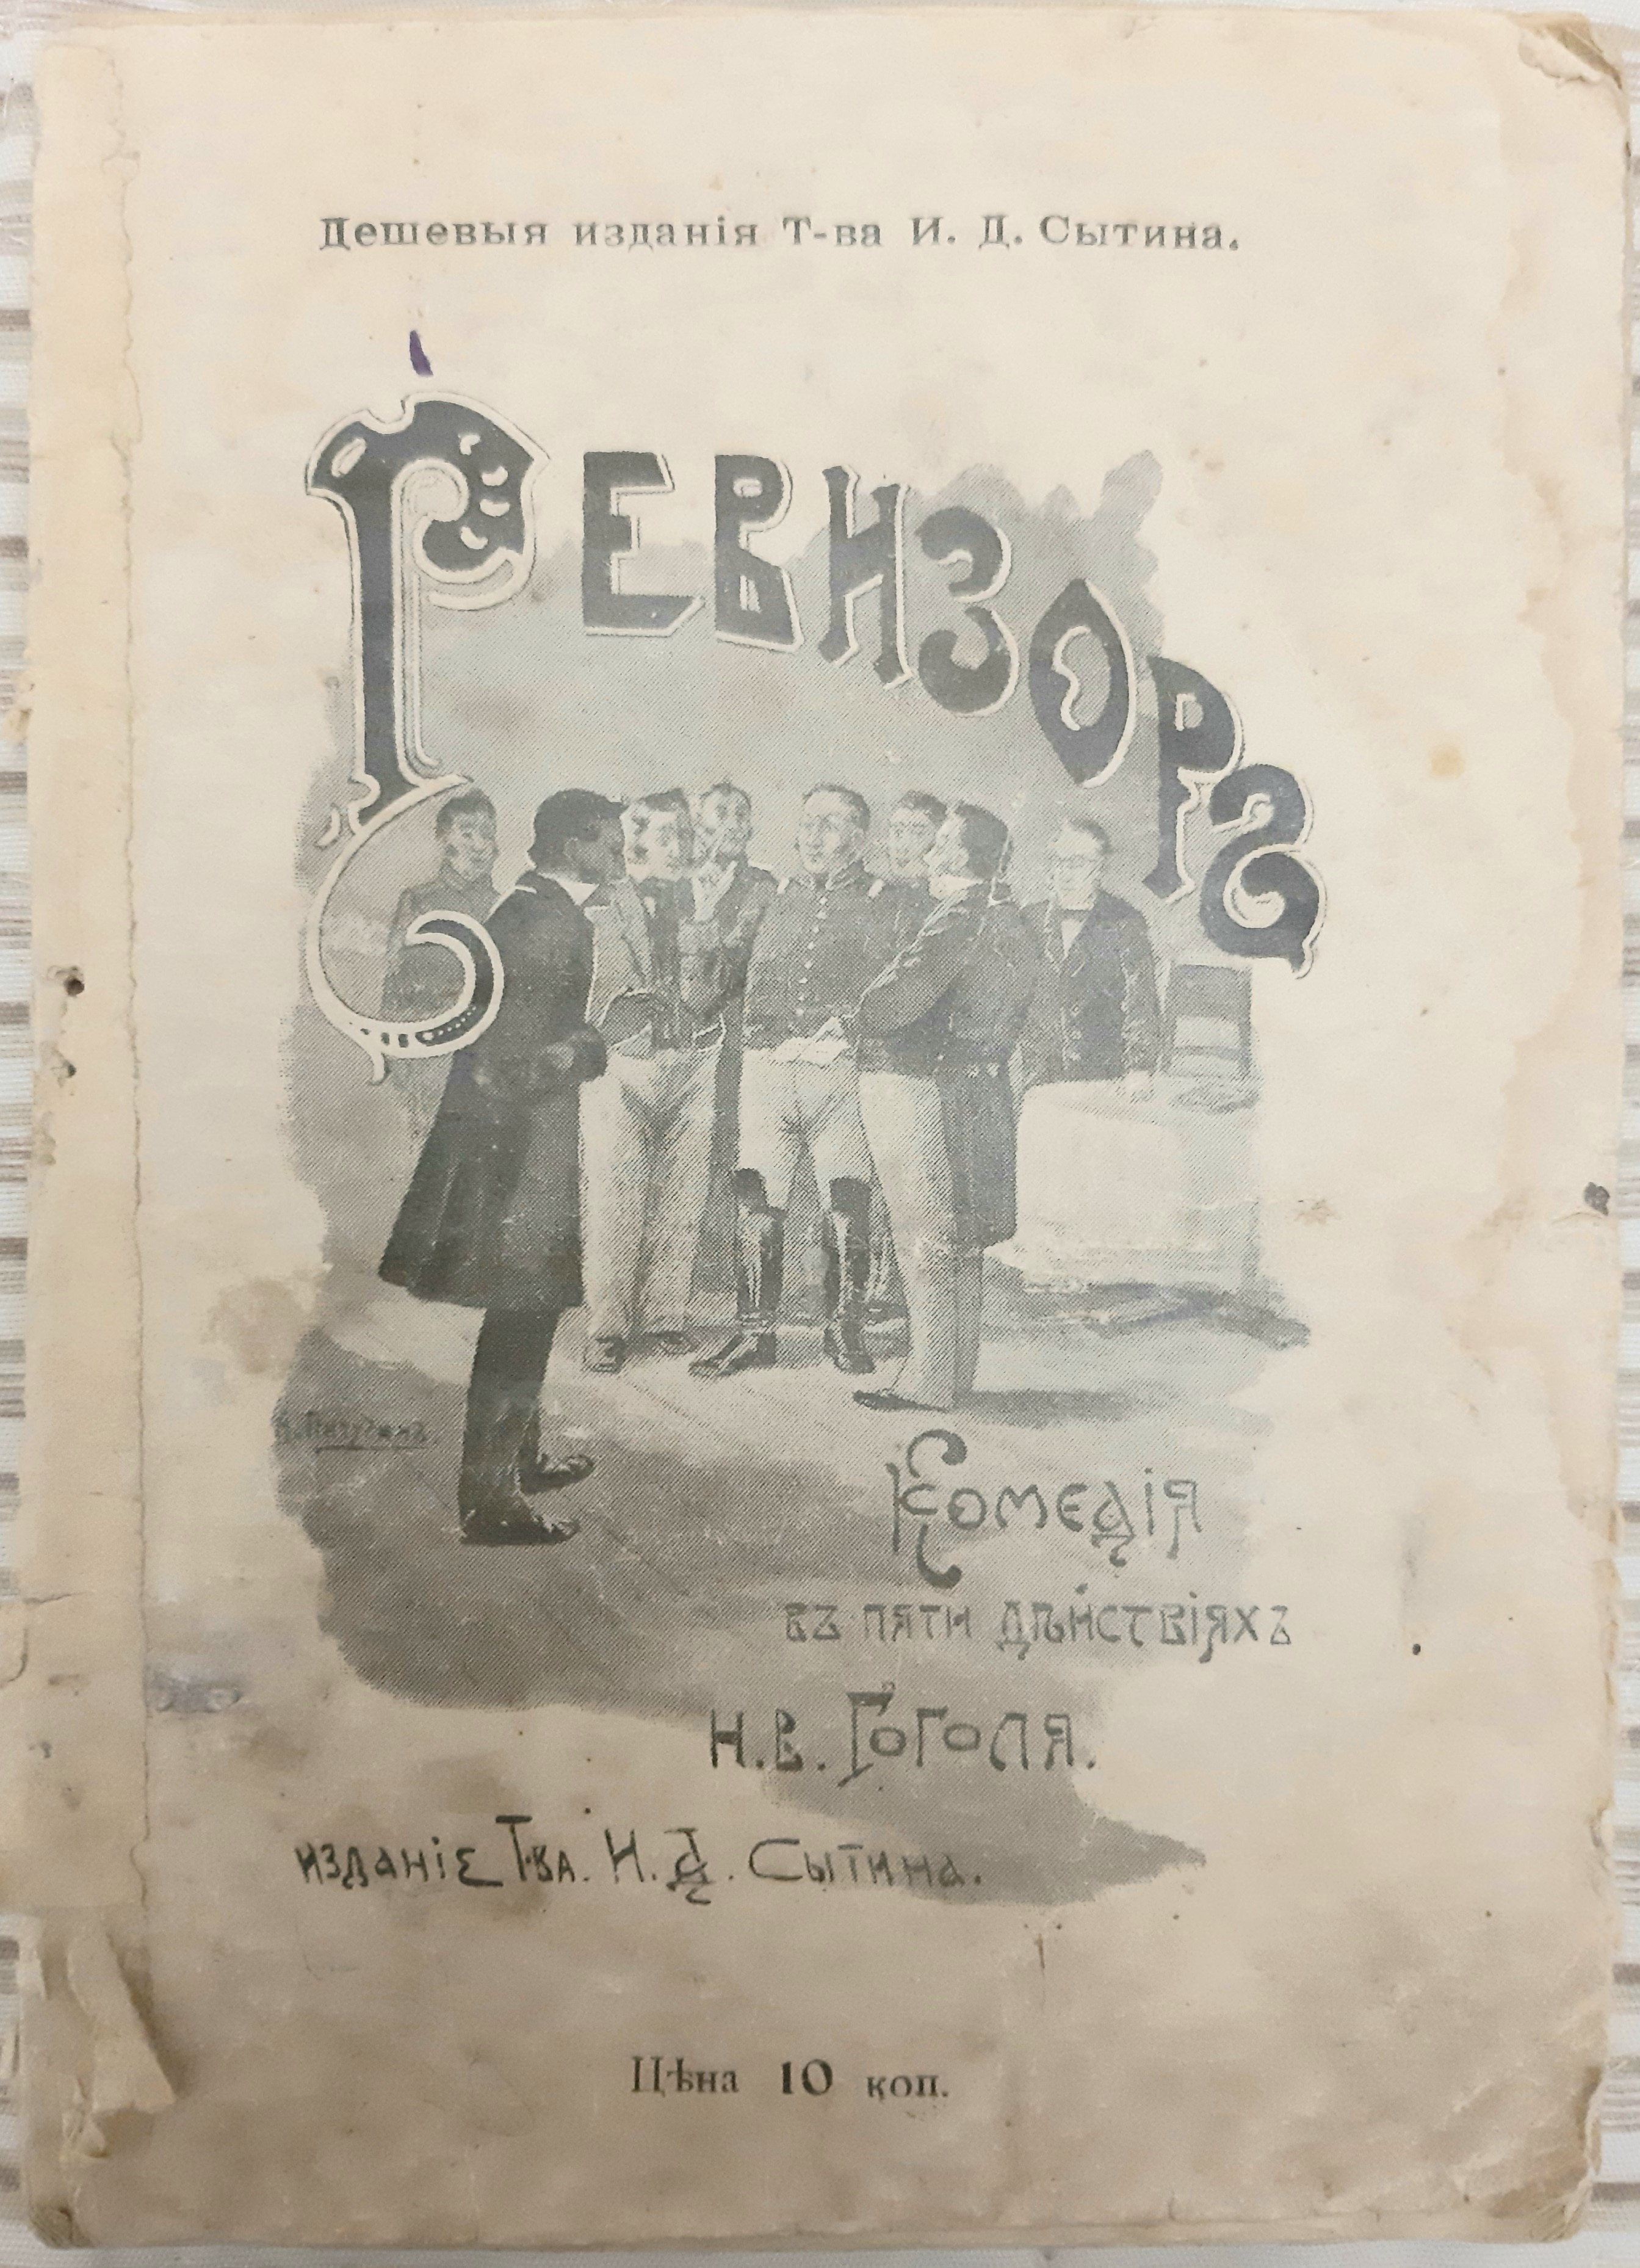 Дешевыя изданія Т-ва И. Д. Сытина.
Ревизоръ
Комедія
въ пяти дѣйствіяхъ
Н. В. Гоголя.
изданіе Т-ва. И. Д. Сытина.
Цѣна 10 коп.